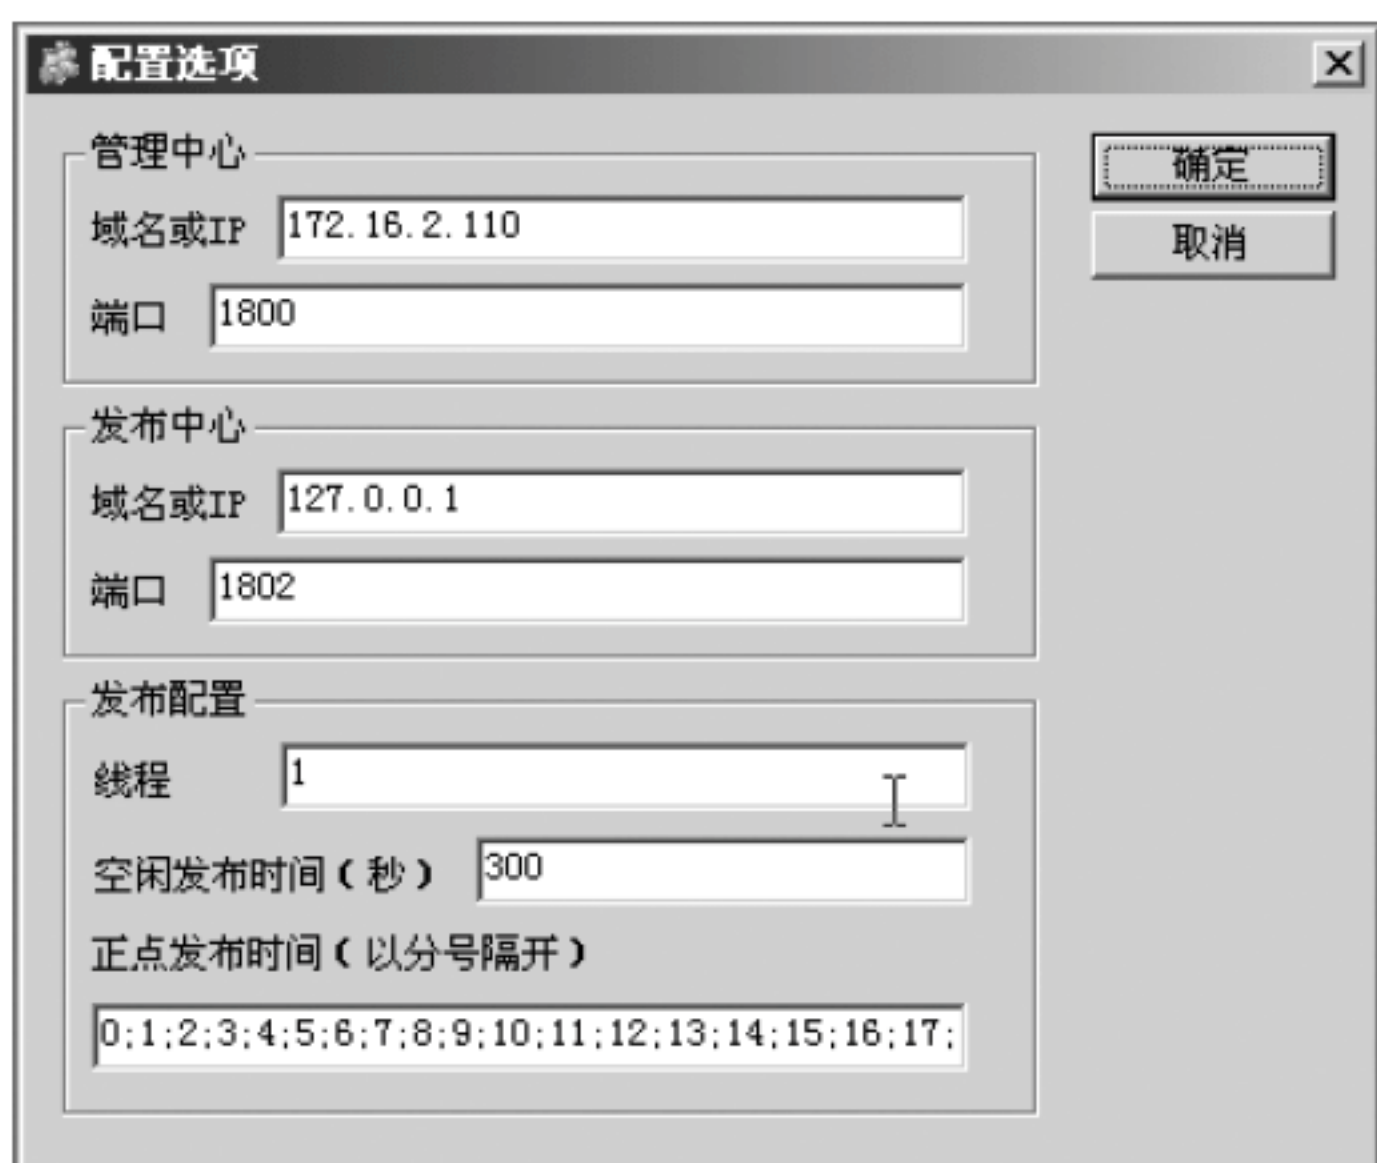 配置选项
管理中心
域名或IP 172.16.2.110
端口 1800
确定
取消
发布中心
域名或IP 127.0.0.1
端口 1802
发布配置
线程 1
空闲发布时间(秒) 300
正点发布时间(以分号隔开)
0;1;2;3;4;5;6;7;8;9;10;11;12;13;14;15;16;17;